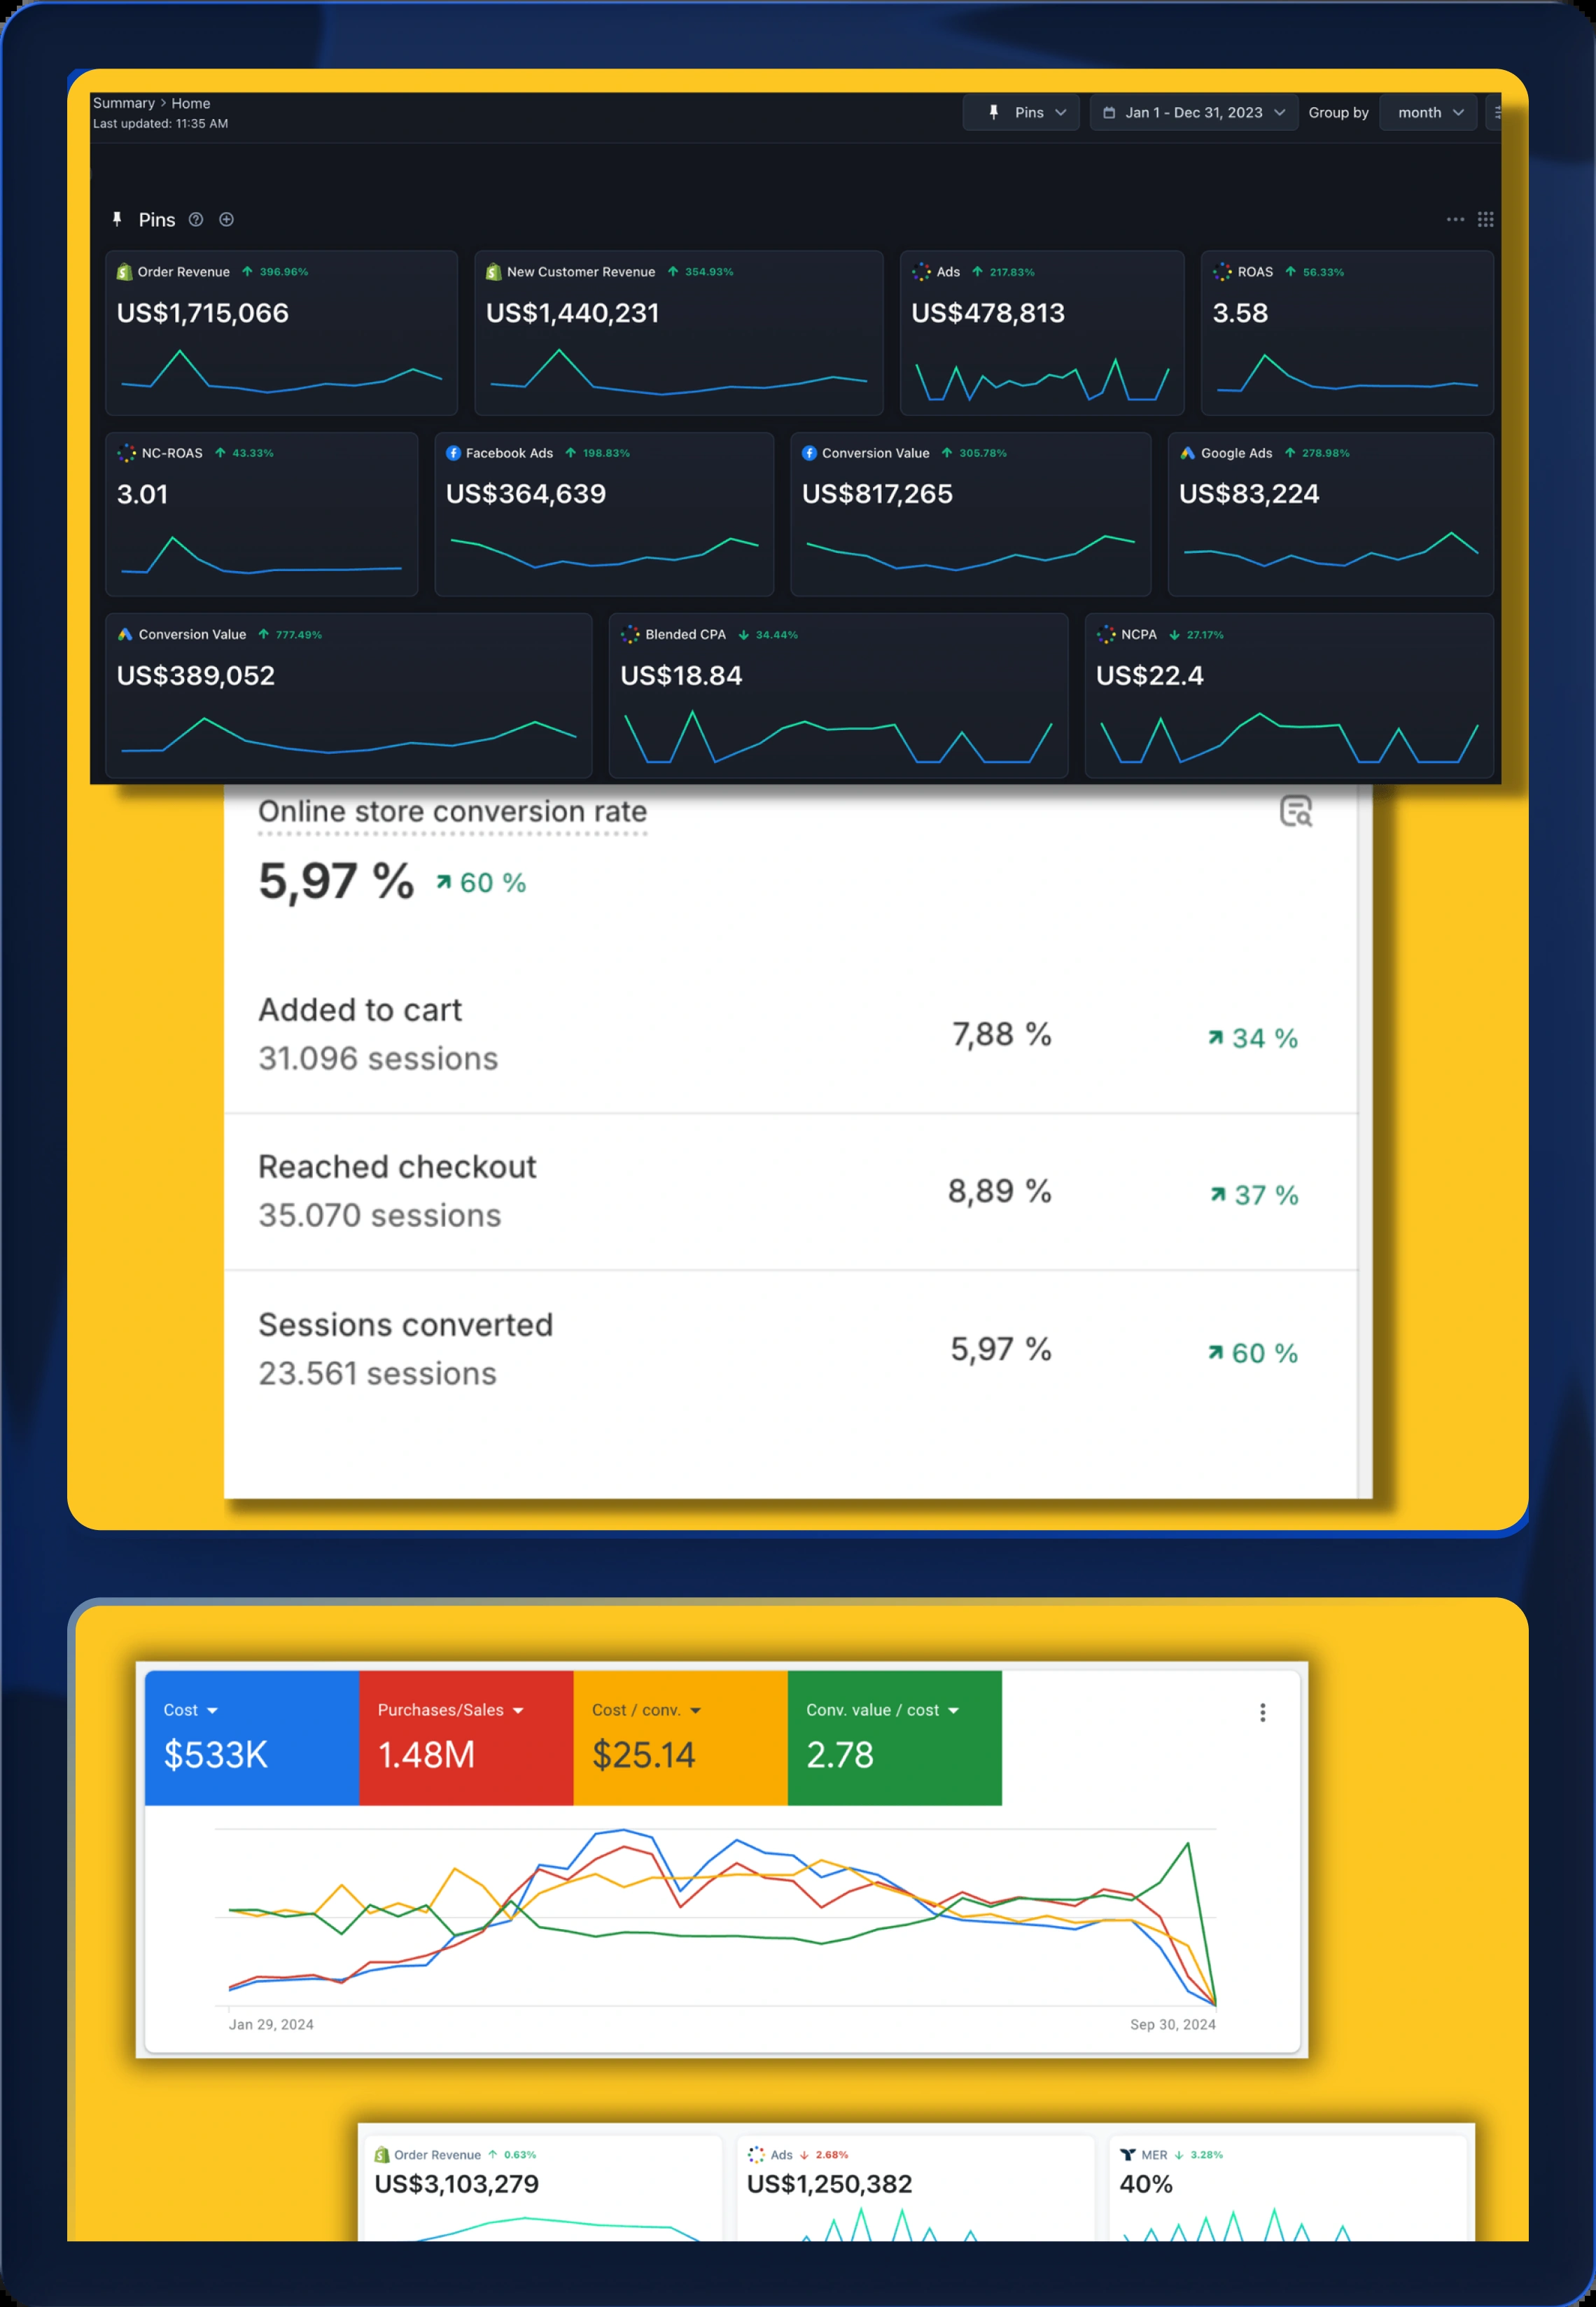 Summary > Home
Last updated: 11:35 AM
Pins
Jan 1 - Dec 31, 2023
Group by
month
Pins
Order Revenue ↑ 396.96%
US$1,715,066
New Customer Revenue ↑ 354.93%
US$1,440,231
Ads ↑ 217.83%
US$478,813
ROAS ↑ 56.33%
3.58
NC-ROAS ↑ 43.33%
3.01
Facebook Ads ↑ 198.83%
US$364,639
Conversion Value ↑ 305.78%
US$817,265
Google Ads ↑ 278.98%
US$83,224
Conversion Value ↑ 777.49%
US$389,052
Blended CPA ↓ 34.44%
US$18.84
NCPA ↓ 27.17%
US$22.4
Online store conversion rate
5,97 % 60 %
Added to cart
31.096 sessions
7,88 %
34 %
Reached checkout
35.070 sessions
8,89 %
37 %
Sessions converted
23.561 sessions
5,97 %
60 %
Cost
$533K
Purchases/Sales
1.48M
Cost / conv.
$25.14
Conv. value / cost
2.78
Jan 29, 2024
Sep 30, 2024
Order Revenue ↑ 0.63%
US$3,103,279
Ads ↓ 2.68%
US$1,250,382
MER ↓ 3.28%
40%